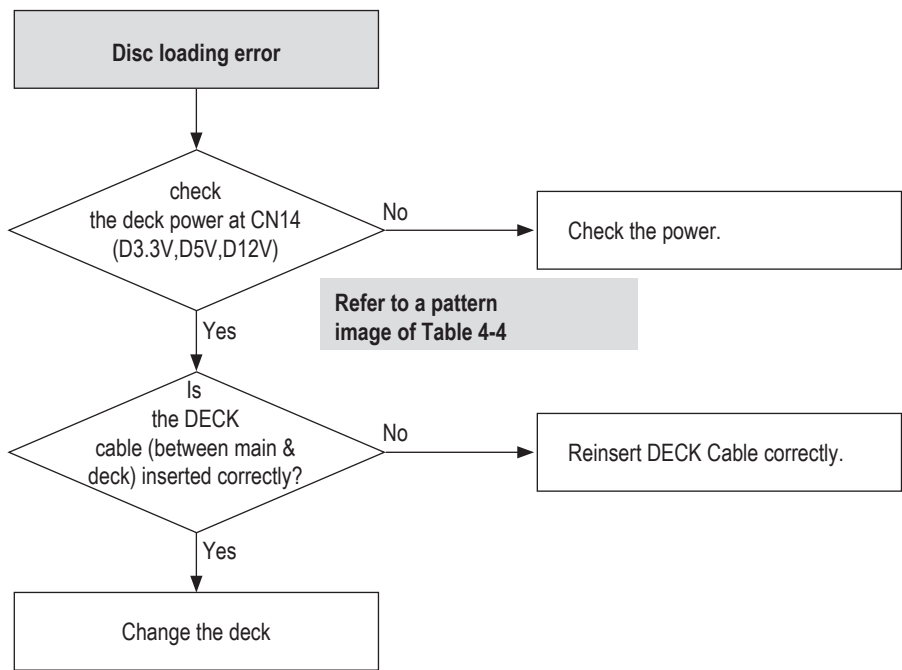 Disc loading error
check
the deck power at CN14
(D3.3V,D5V,D12V)
No
Check the power.
Refer to a pattern
image of Table 4-4
Yes
Is
the DECK
cable (between main &
deck) inserted correctly?
No
Reinsert DECK Cable correctly.
Yes
Change the deck